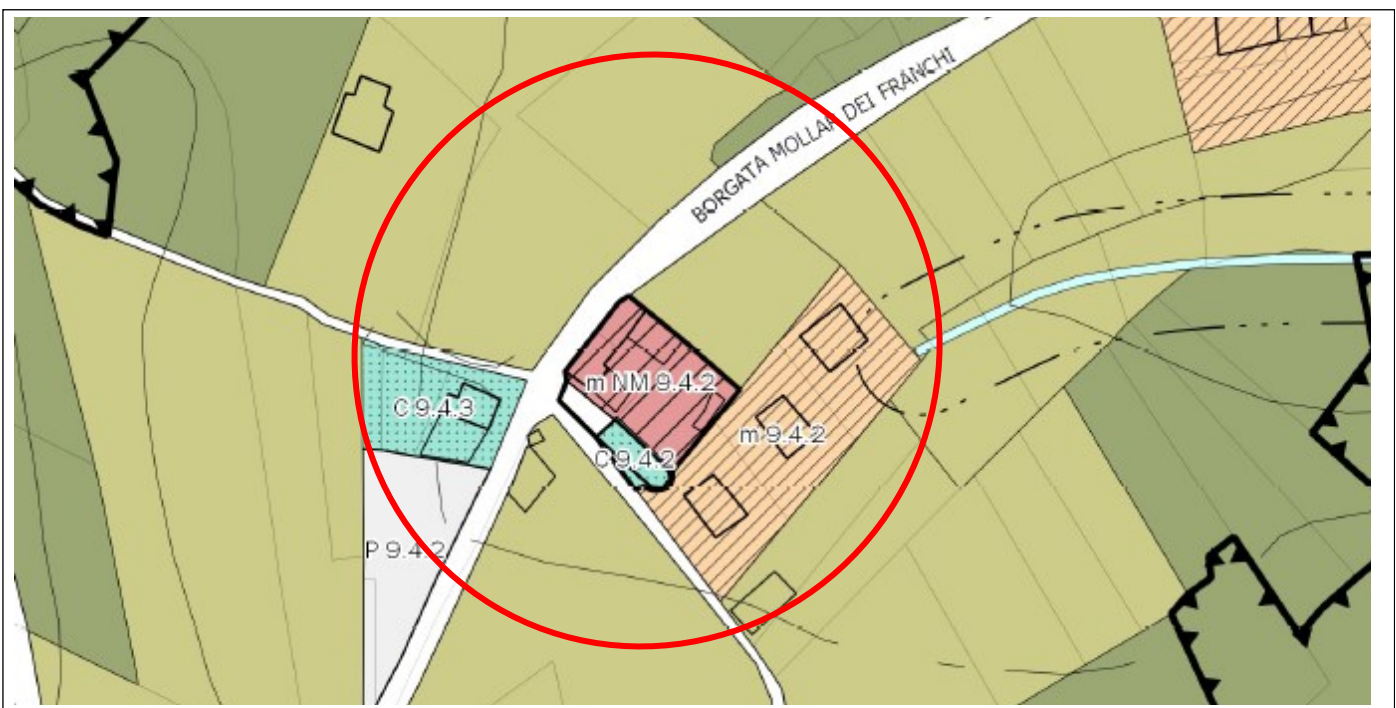 BORGATA MOLLAR DEI FRANCHI
m NM 9.4.2
C 9.4.3
m 9.4.2
C 9.4.2
P 9.4.2